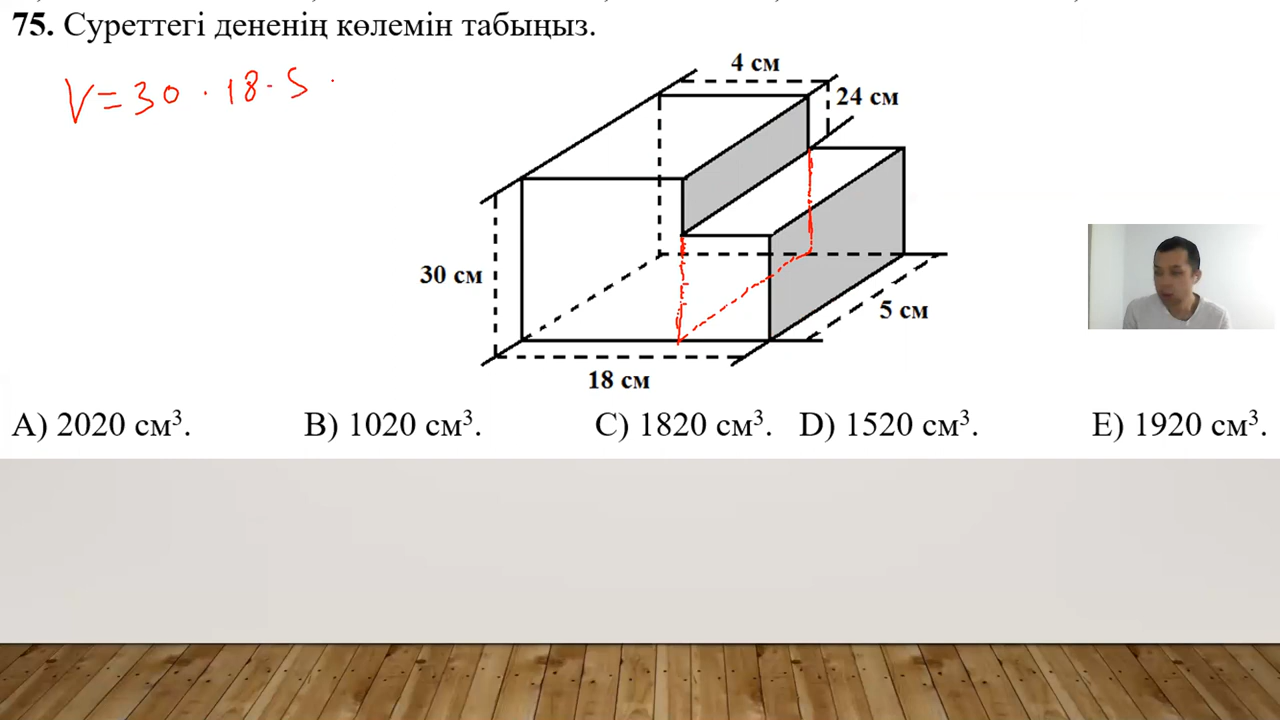 75. Суреттегі дененің көлемін табыңыз.
V = 30 · 18 · 5 ·
4 см
24 см
30 см
5 см
18 см
A) 2020 см³. B) 1020 см³. C) 1820 см³. D) 1520 см³. E) 1920 см³.